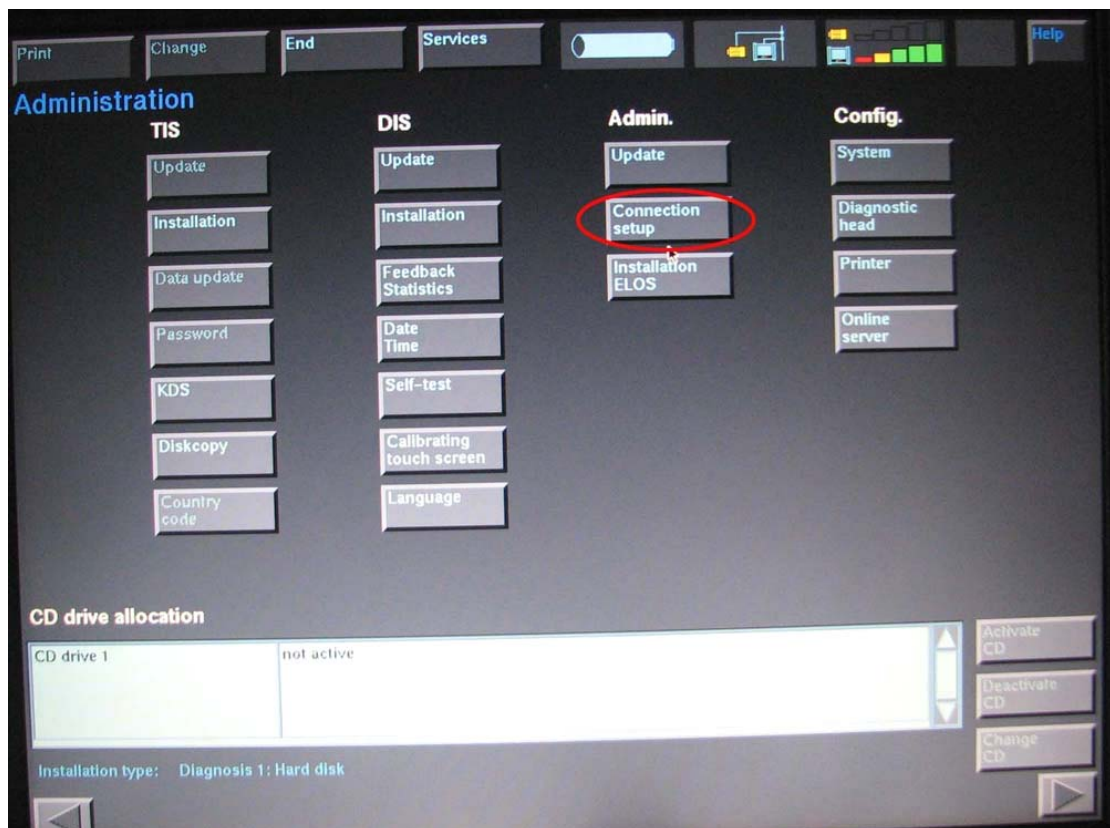 Print
Change
End
Services
Help
Administration
TIS
DIS
Admin.
Config.
Update
Update
Update
System
Installation
Installation
Connection
setup
Diagnostic
head
Data update
Feedback
Statistics
Installation
ELOS
Printer
Password
Date
Time
Online
server
KDS
Self-test
Diskcopy
Calibrating
touch screen
Country
code
Language
CD drive allocation
CD drive 1
not active
Activate
CD
Deactivate
CD
Change
CD
Installation type: Diagnosis 1: Hard disk